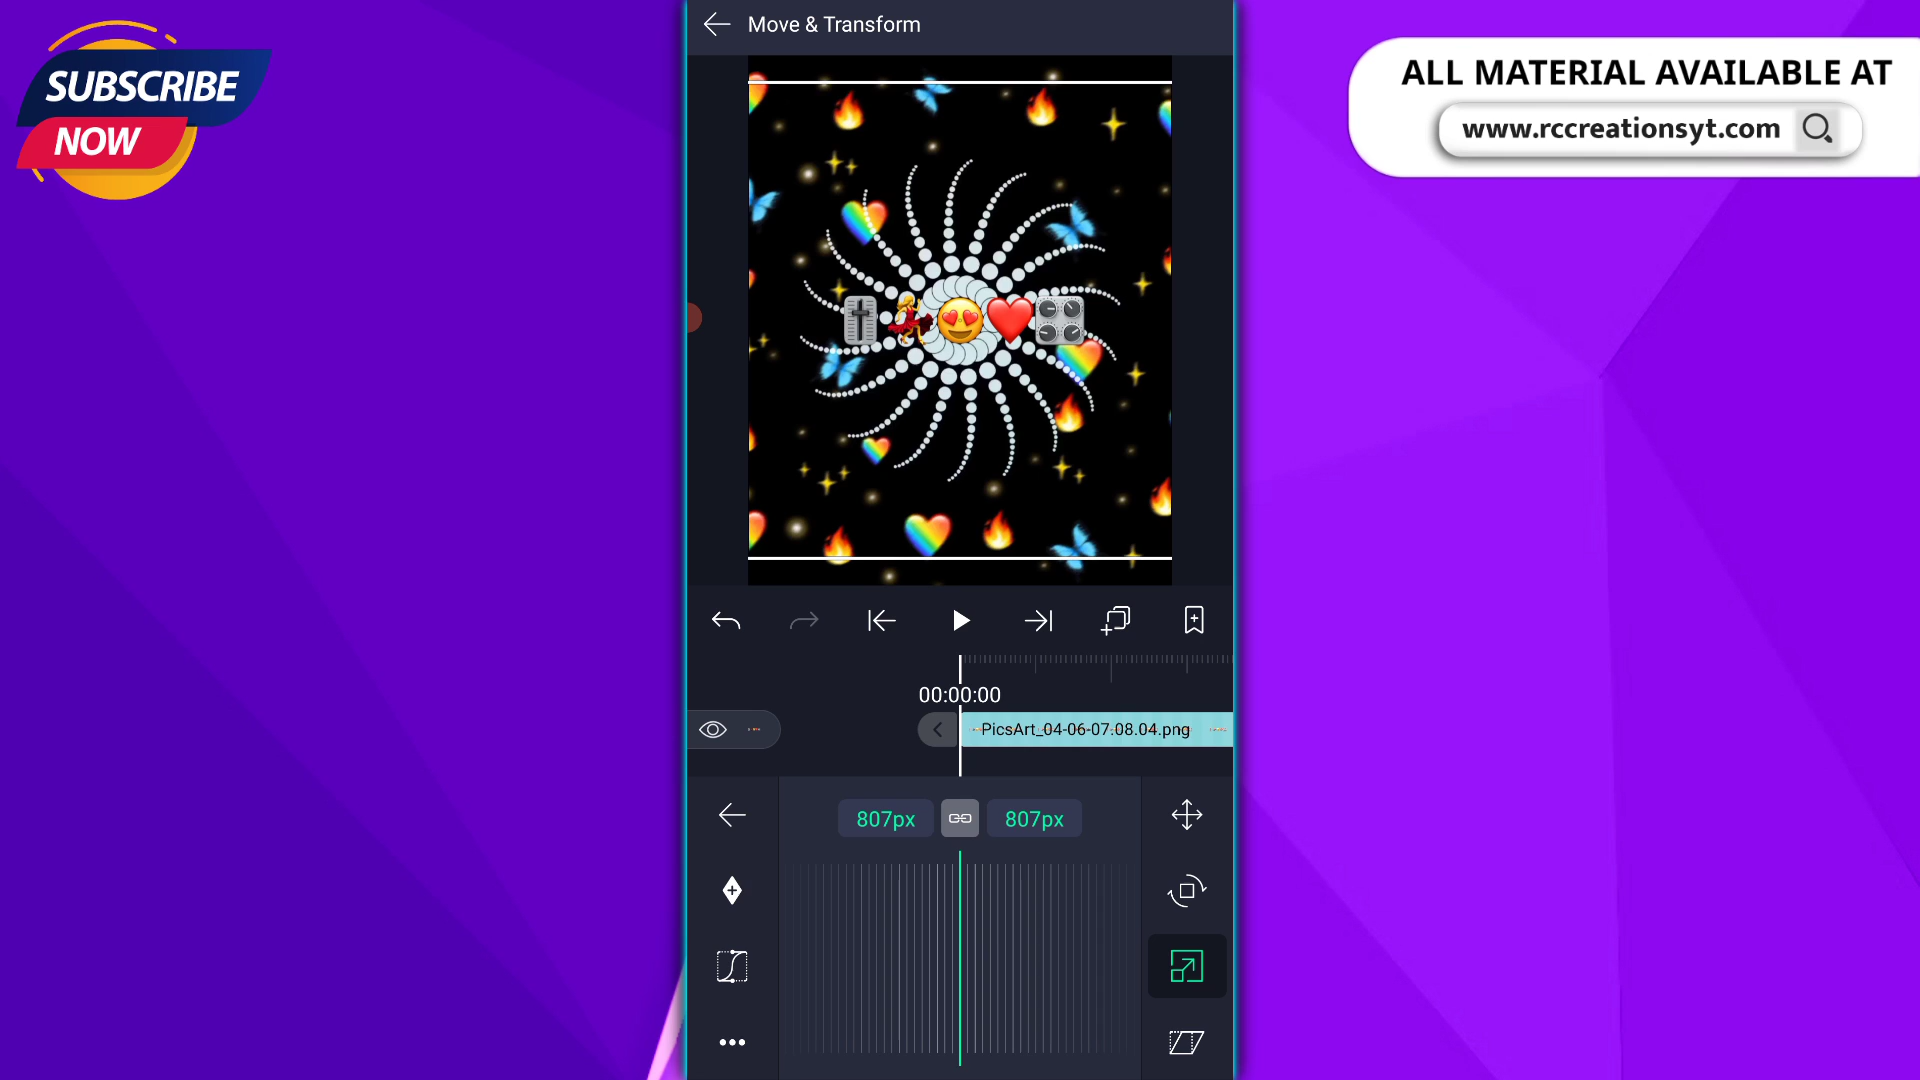 SUBSCRIBE
NOW
Move & Transform
ALL MATERIAL AVAILABLE AT
www.rccreationsyt.com
00:00:00
PicsArt_04-06-07.08.04.png
807px
807px